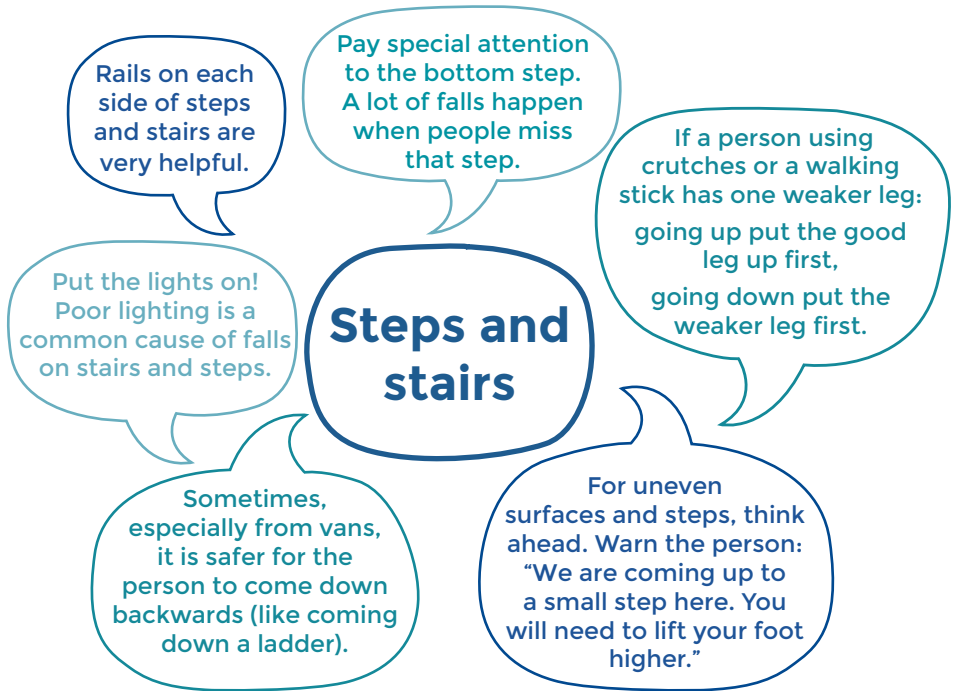 Rails on each
side of steps
and stairs are
very helpful.
Pay special attention
to the bottom step.
A lot of falls happen
when people miss
that step.
If a person using
crutches or a walking
stick has one weaker leg:
going up put the good
leg up first,
going down put the
weaker leg first.
Put the lights on!
Poor lighting is a
common cause of falls
on stairs and steps.
Steps and
stairs
Sometimes,
especially from vans,
it is safer for the
person to come down
backwards (like coming
down a ladder).
For uneven
surfaces and steps, think
ahead. Warn the person:
“We are coming up to
a small step here. You
will need to lift your foot
higher.”